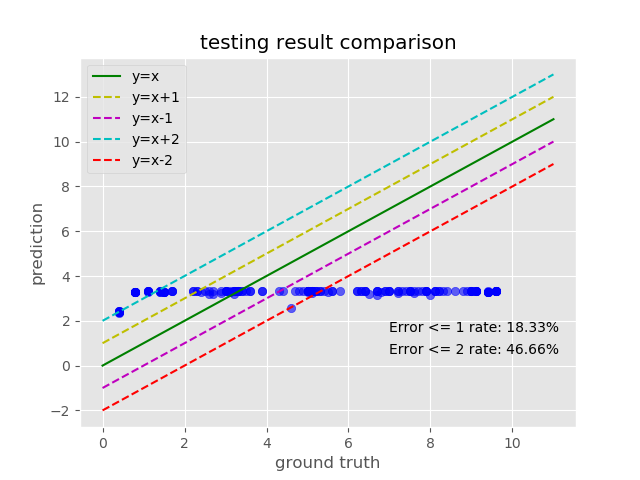 testing result comparison
y=x
y=x+1
y=x-1
y=x+2
y=x-2
12
10
8
6
4
2
0
−2
prediction
Error <= 1 rate: 18.33%
Error <= 2 rate: 46.66%
0 2 4 6 8 10
ground truth